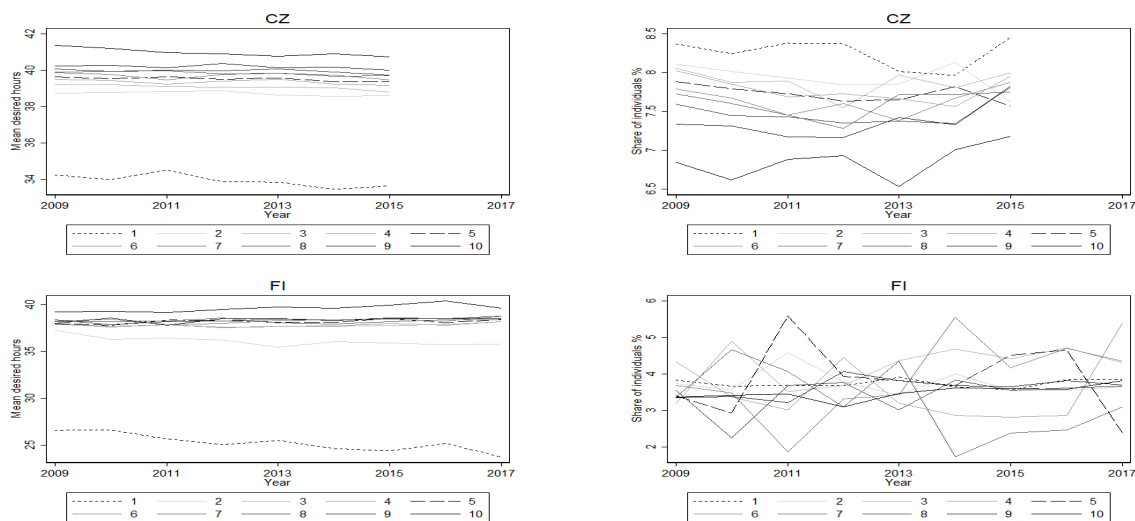 CZ
Mean desired hours
42
40
38
36
34
2009 2011 2013 2015 2017
Year
1 2 3 4 5
6 7 8 9 10
CZ
Share of individuals %
8.5
8
7.5
7
6.5
2009 2011 2013 2015 2017
Year
1 2 3 4 5
6 7 8 9 10
FI
Mean desired hours
40
35
30
25
2009 2011 2013 2015 2017
Year
1 2 3 4 5
6 7 8 9 10
FI
Share of individuals %
6
5
4
3
2
2009 2011 2013 2015 2017
Year
1 2 3 4 5
6 7 8 9 10